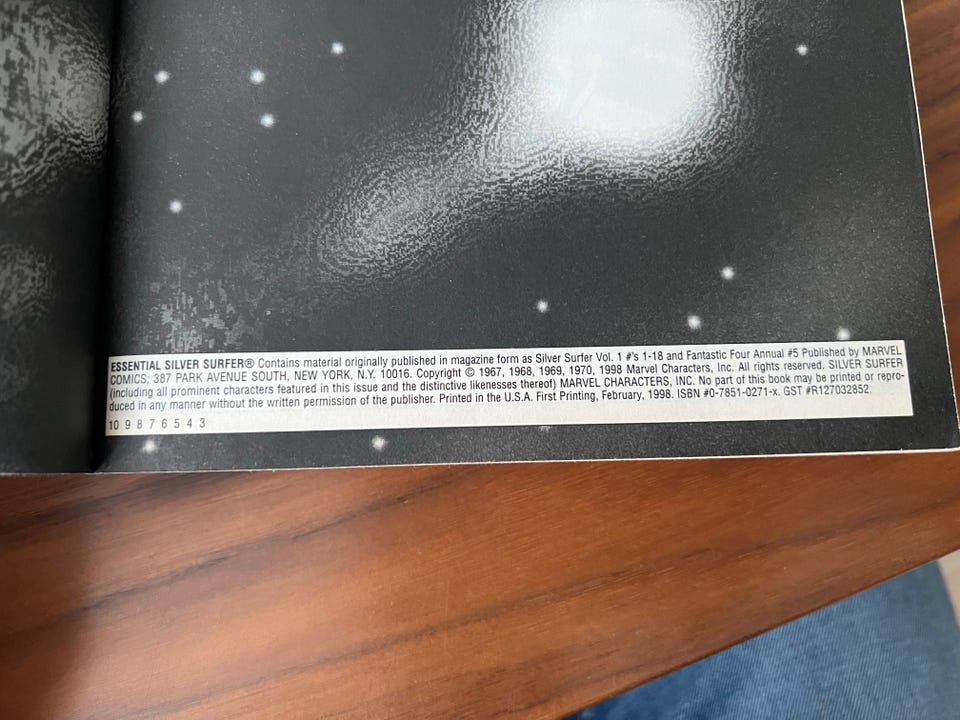 ESSENTIAL SILVER SURFER® Contains material originally published in magazine form as Silver Surfer Vol. 1 #'s 1-18 and Fantastic Four Annual #5 Published by MARVEL
COMICS; 387 PARK AVENUE SOUTH, NEW YORK, N.Y. 10016. Copyright © 1967, 1968, 1969, 1970, 1998 Marvel Characters, Inc. All rights reserved. SILVER SURFER
(including all prominent characters featured in this issue and the distinctive likenesses thereof) MARVEL CHARACTERS, INC. No part of this book may be printed or repro-
duced in any manner without the written permission of the publisher. Printed in the U.S.A. First Printing, February, 1998. ISBN #0-7851-0271-x. GST #R127032852.
10 9 8 7 6 5 4 3